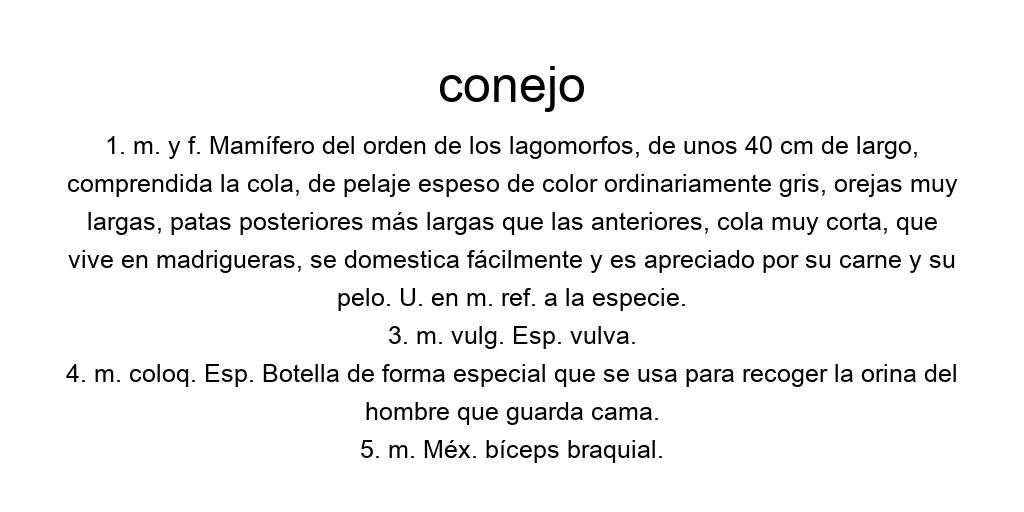 conejo
1. m. y f. Mamífero del orden de los lagomorfos, de unos 40 cm de largo,
comprendida la cola, de pelaje espeso de color ordinariamente gris, orejas muy
largas, patas posteriores más largas que las anteriores, cola muy corta, que
vive en madrigueras, se domestica fácilmente y es apreciado por su carne y su
pelo. U. en m. ref. a la especie.
3. m. vulg. Esp. vulva.
4. m. coloq. Esp. Botella de forma especial que se usa para recoger la orina del
hombre que guarda cama.
5. m. Méx. bíceps braquial.